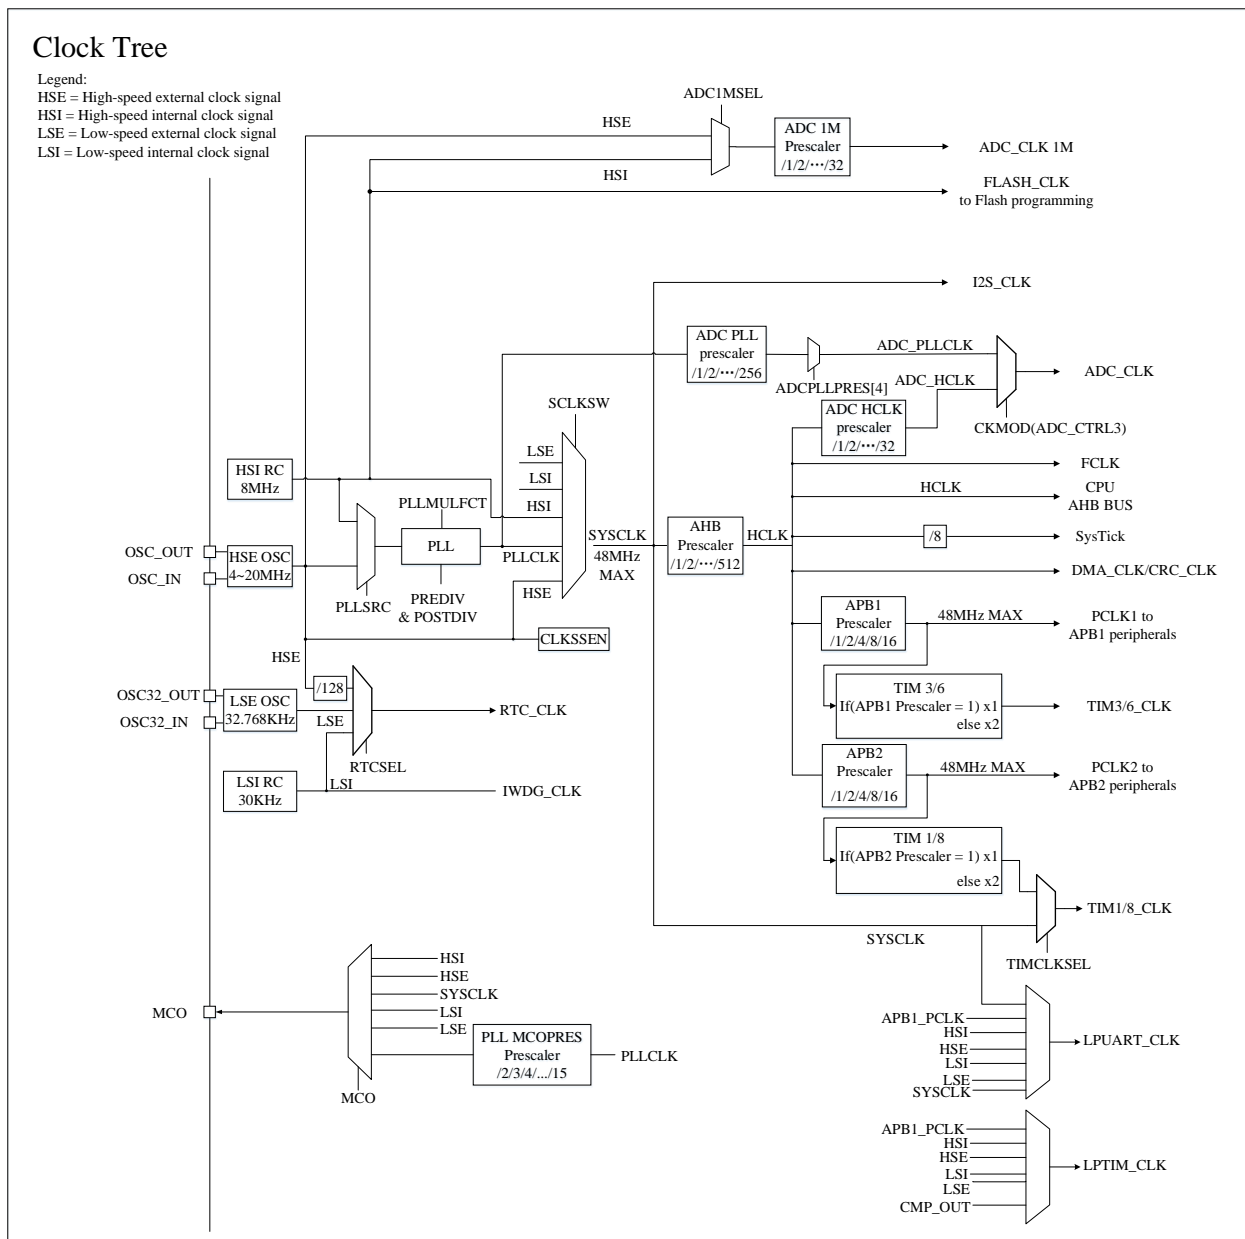 Clock Tree
Legend:
HSE = High-speed external clock signal
HSI = High-speed internal clock signal
LSE = Low-speed external clock signal
LSI = Low-speed internal clock signal
ADC1MSEL
HSE
ADC 1M
Prescaler
/1/2/···/32
ADC_CLK 1M
HSI
FLASH_CLK
to Flash programming
I2S_CLK
ADC PLL
prescaler
/1/2/···/256
ADC_PLLCLK
ADCPLLPRES[4]
ADC_HCLK
ADC_CLK
CKMOD(ADC_CTRL3)
ADC HCLK
prescaler
/1/2/···/32
SCLKSW
LSE
LSI
HSI
PLLCLK
HSE
HSI RC
8MHz
PLLMULFCT
PLL
PREDIV
& POSTDIV
PLLSRC
OSC_OUT
OSC_IN
HSE OSC
4~20MHz
SYSCLK
48MHz
MAX
AHB
Prescaler
/1/2/···/512
HCLK
FCLK
HCLK
CPU
AHB BUS
/8
SysTick
DMA_CLK/CRC_CLK
APB1
Prescaler
/1/2/4/8/16
48MHz MAX
PCLK1 to
APB1 peripherals
CLKSSEN
HSE
/128
OSC32_OUT
OSC32_IN
LSE OSC
32.768KHz
LSE
RTC_CLK
RTCSEL
LSI RC
30KHz
LSI
IWDG_CLK
TIM 3/6
If(APB1 Prescaler = 1) x1
else x2
TIM3/6_CLK
APB2
Prescaler
/1/2/4/8/16
48MHz MAX
PCLK2 to
APB2 peripherals
TIM 1/8
If(APB2 Prescaler = 1) x1
else x2
TIM1/8_CLK
SYSCLK
TIMCLKSEL
MCO
HSI
HSE
SYSCLK
LSI
LSE
PLL MCOPRES
Prescaler
/2/3/4/.../15
PLLCLK
MCO
APB1_PCLK
HSI
HSE
LSI
LSE
SYSCLK
LPUART_CLK
APB1_PCLK
HSI
HSE
LSI
LSE
CMP_OUT
LPTIM_CLK